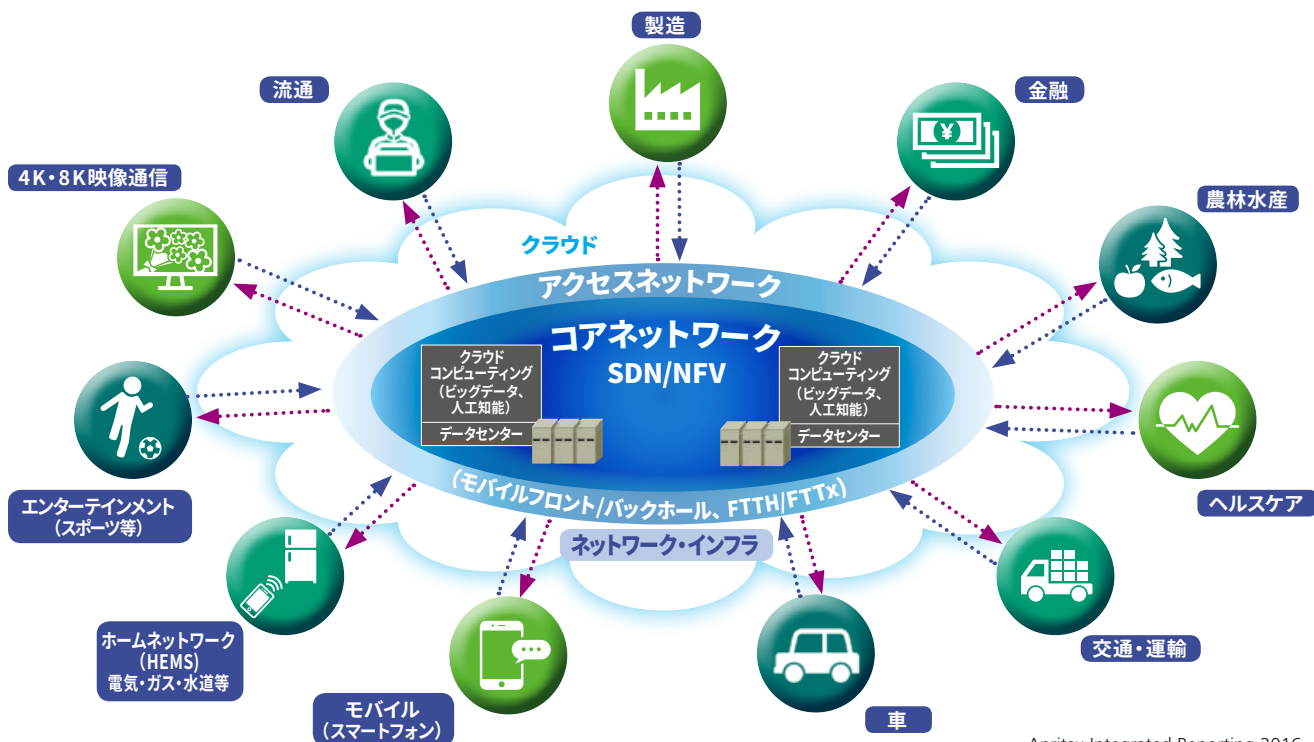 製造
流通
金融
4K・8K映像通信
農林水産
クラウド
アクセスネットワーク
コアネットワーク
SDN/NFV
クラウド
コンピューティング
(ビッグデータ、
人工知能)
データセンター
クラウド
コンピューティング
(ビッグデータ、
人工知能)
データセンター
¥
(モバイルフロント/バックホール、FTTH/FTTx)
ネットワーク・インフラ
エンターテインメント
(スポーツ等)
ヘルスケア
ホームネットワーク
(HEMS)
電気・ガス・水道等
交通・運輸
モバイル
(スマートフォン)
車
Anritsu Integrated Reporting 2016